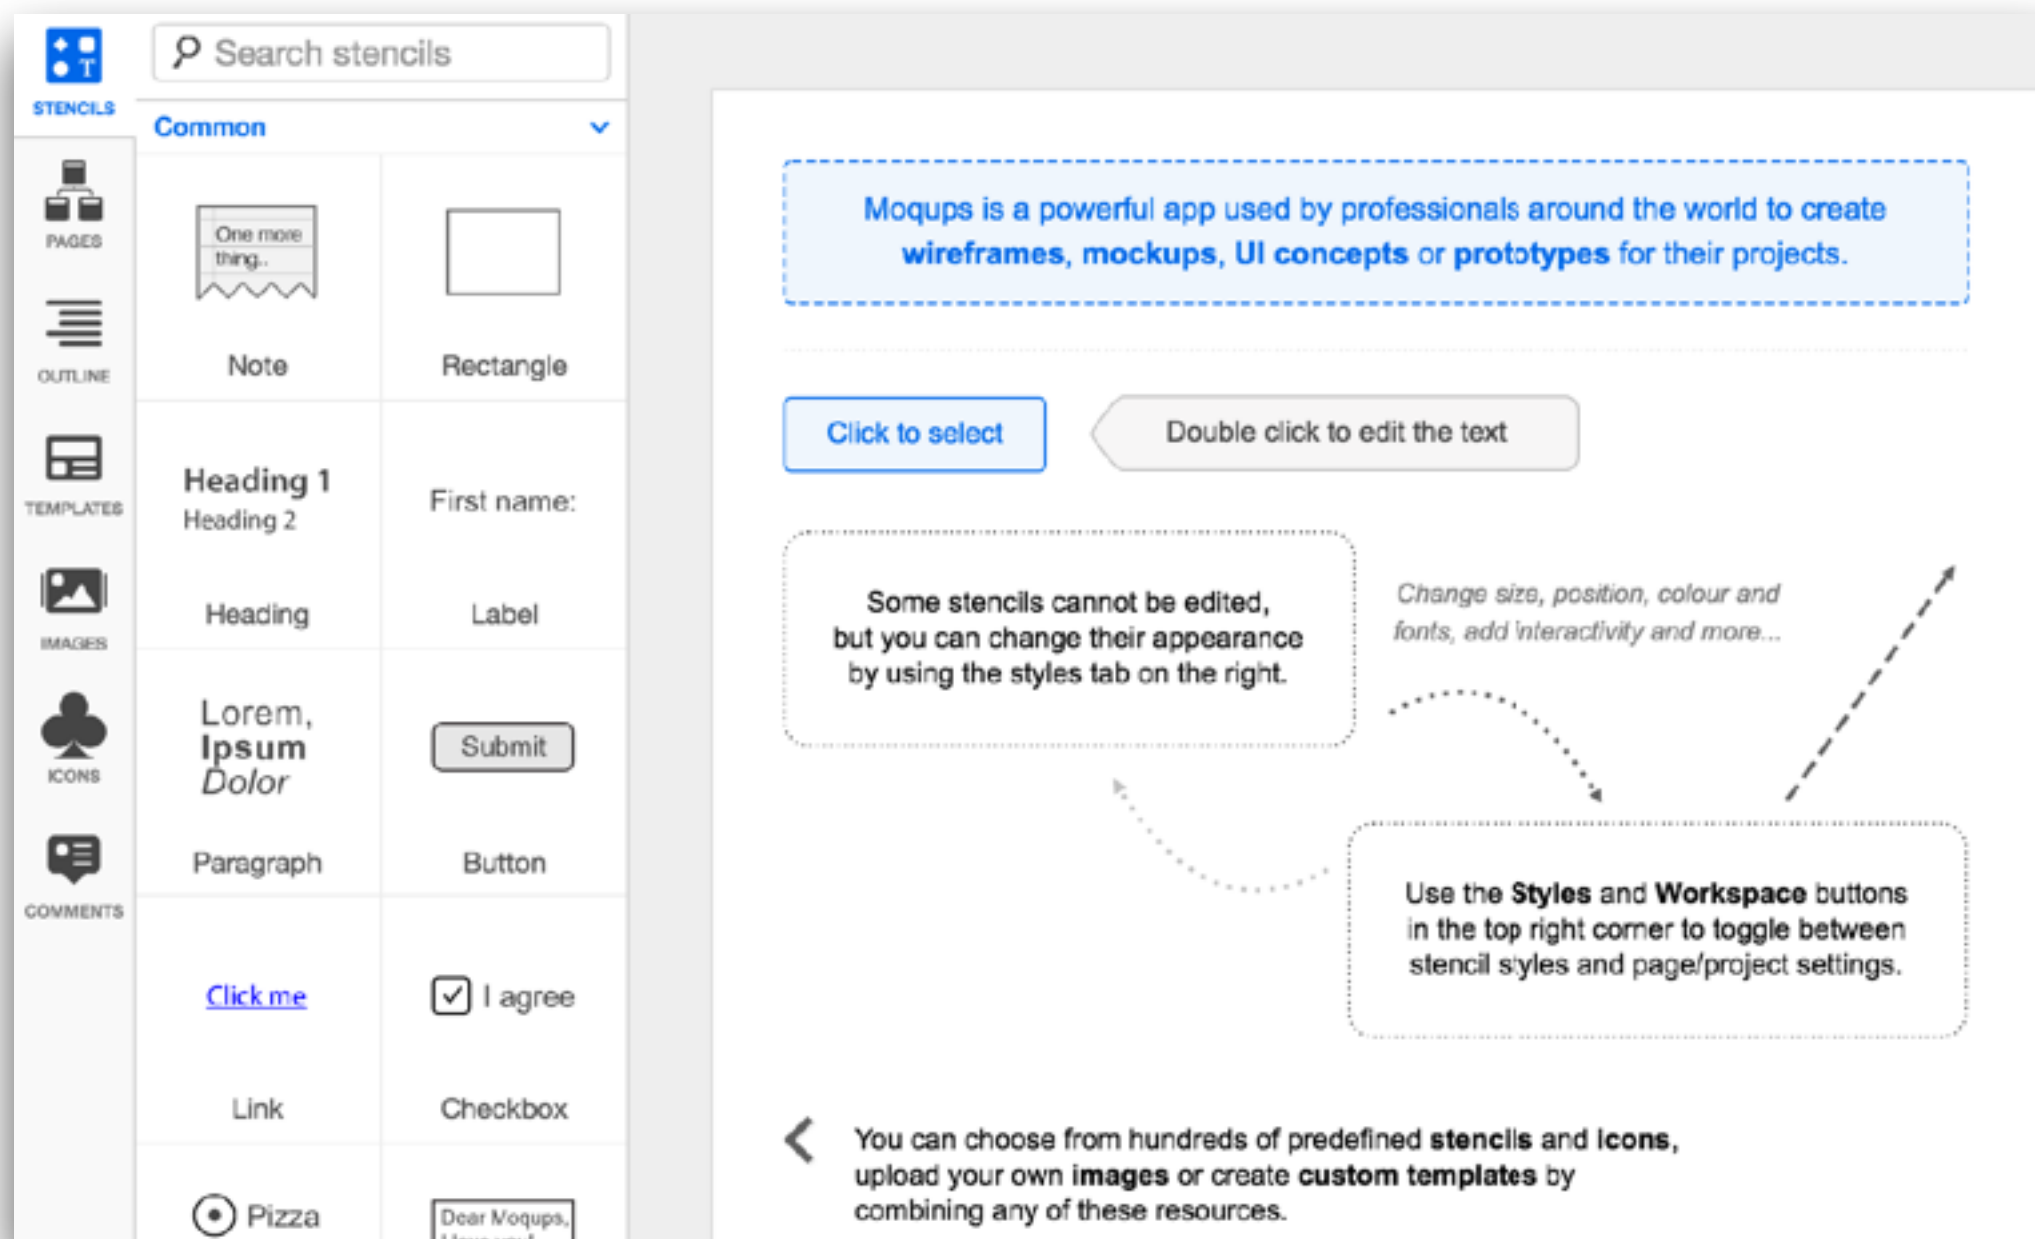 STENCILS
PAGES
OUTLINE
TEMPLATES
IMAGES
ICONS
COMMENTS
Search stencils
Common
One more
thing..
Note
Rectangle
Heading 1
Heading 2
Heading
First name:
Label
Lorem,
Ipsum
Dolor
Paragraph
Submit
Button
Click me
Link
I agree
Checkbox
Pizza
Dear Moqups,
Moqups is a powerful app used by professionals around the world to create
wireframes, mockups, UI concepts or prototypes for their projects.
Click to select
Double click to edit the text
Some stencils cannot be edited,
but you can change their appearance
by using the styles tab on the right.
Change size, position, colour and
fonts, add interactivity and more...
Use the Styles and Workspace buttons
in the top right corner to toggle between
stencil styles and page/project settings.
You can choose from hundreds of predefined stencils and icons,
upload your own images or create custom templates by
combining any of these resources.